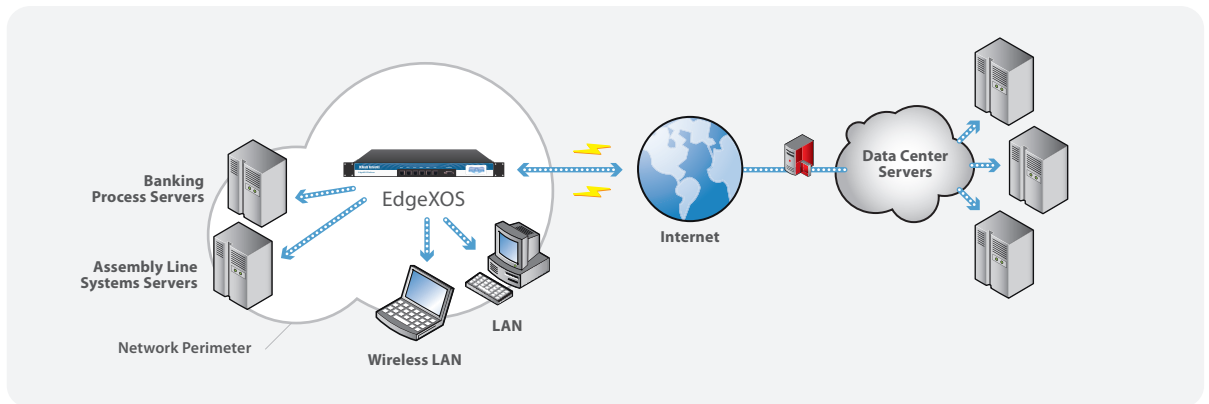 Banking
Process Servers
EdgeXOS
Assembly Line
Systems Servers
Network Perimeter
Wireless LAN
LAN
Internet
Data Center
Servers